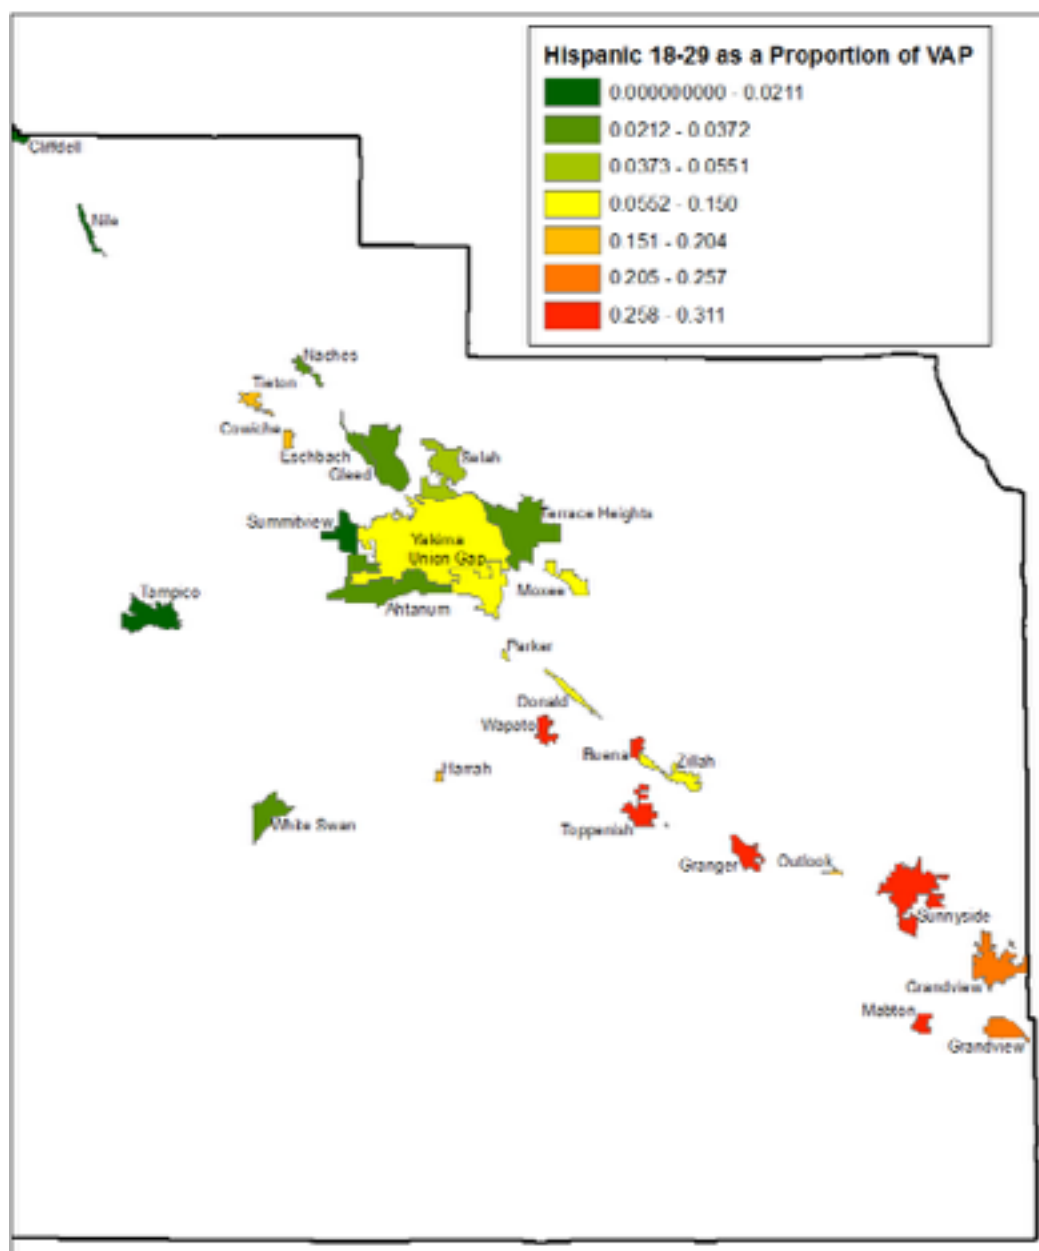 Hispanic 18-29 as a Proportion of VAP
0.000000000 - 0.0211
0.0212 - 0.0372
0.0373 - 0.0551
0.0552 - 0.150
0.151 - 0.204
0.205 - 0.257
0.258 - 0.311
Cliffdell
Nile
Naches
Tieton
Cowiche
Eschbach
Gleed
Selah
Summitview
Terrace Heights
Yakima
Union Gap
Moxee
Tampico
Ahtanum
Parker
Donald
Wapato
Buena
Zillah
Harrah
White Swan
Toppenish
Granger
Outlook
Sunnyside
Grandview
Mabton
Grandview